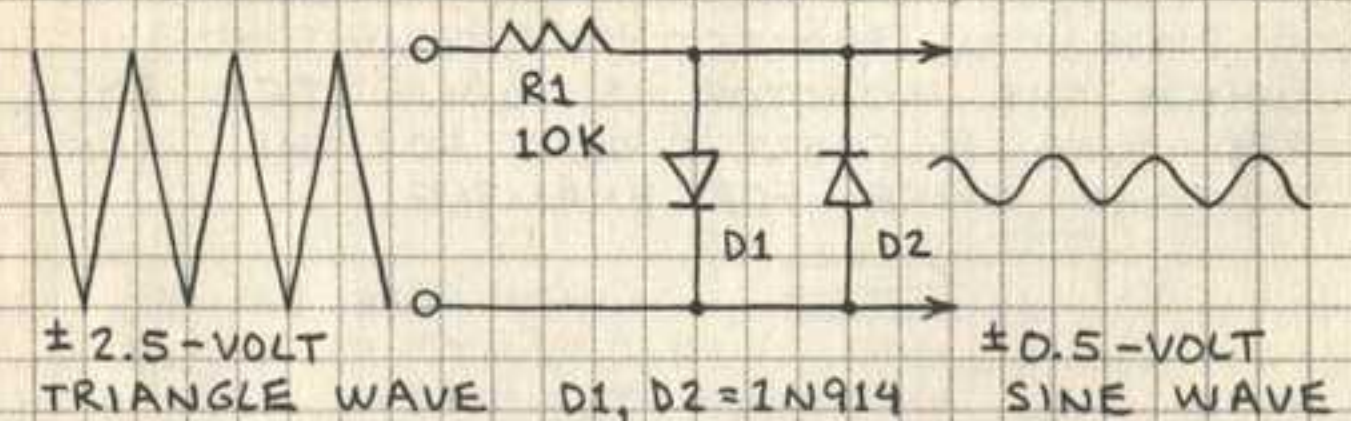 R1
10K
D1
D2
± 2.5-VOLT
TRIANGLE WAVE
D1, D2 = 1N914
±0.5-VOLT
SINE WAVE